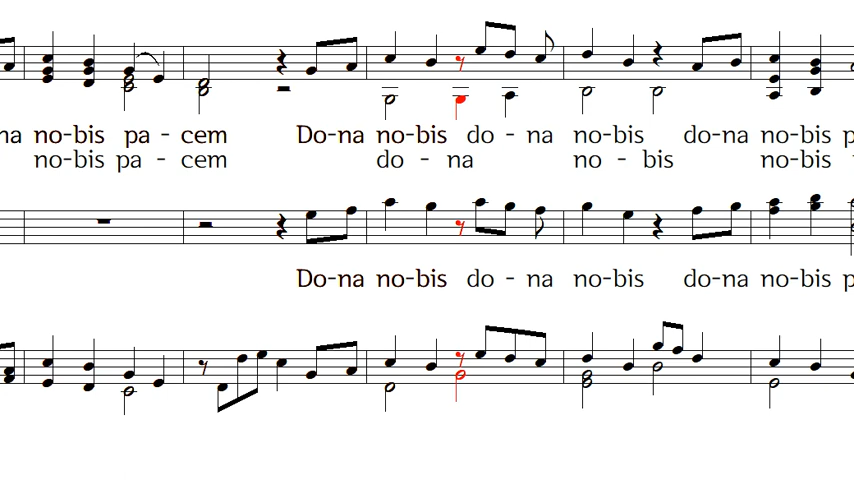 na no-bis pa - cem Do-na no-bis do - na no-bis do-na no-bis p
no-bis pa - cem do - na no - bis no-bis
Do-na no-bis do - na no-bis do-na no-bis p